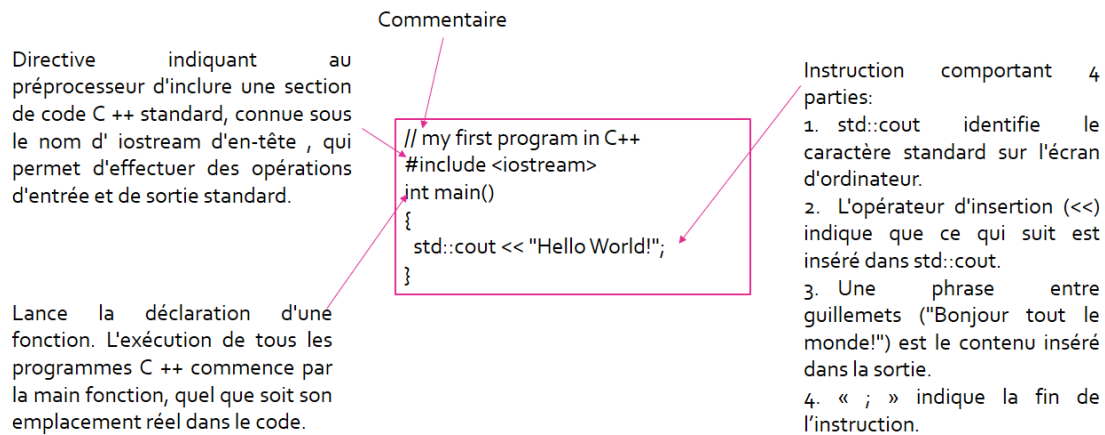 Commentaire
Directive indiquant au
préprocesseur d'inclure une section
de code C ++ standard, connue sous
le nom d' iostream d'en-tête , qui
permet d'effectuer des opérations
d'entrée et de sortie standard.
Lance la déclaration d'une
fonction. L'exécution de tous les
programmes C ++ commence par
la main fonction, quel que soit son
emplacement réel dans le code.
// my first program in C++
#include <iostream>
int main()
{
std::cout << "Hello World!";
}
Instruction comportant 4
parties:
1. std::cout identifie le
caractère standard sur l'écran
d'ordinateur.
2. L'opérateur d'insertion (<<)
indique que ce qui suit est
inséré dans std::cout.
3. Une phrase entre
guillemets ("Bonjour tout le
monde!") est le contenu inséré
dans la sortie.
4. « ; » indique la fin de
l’instruction.